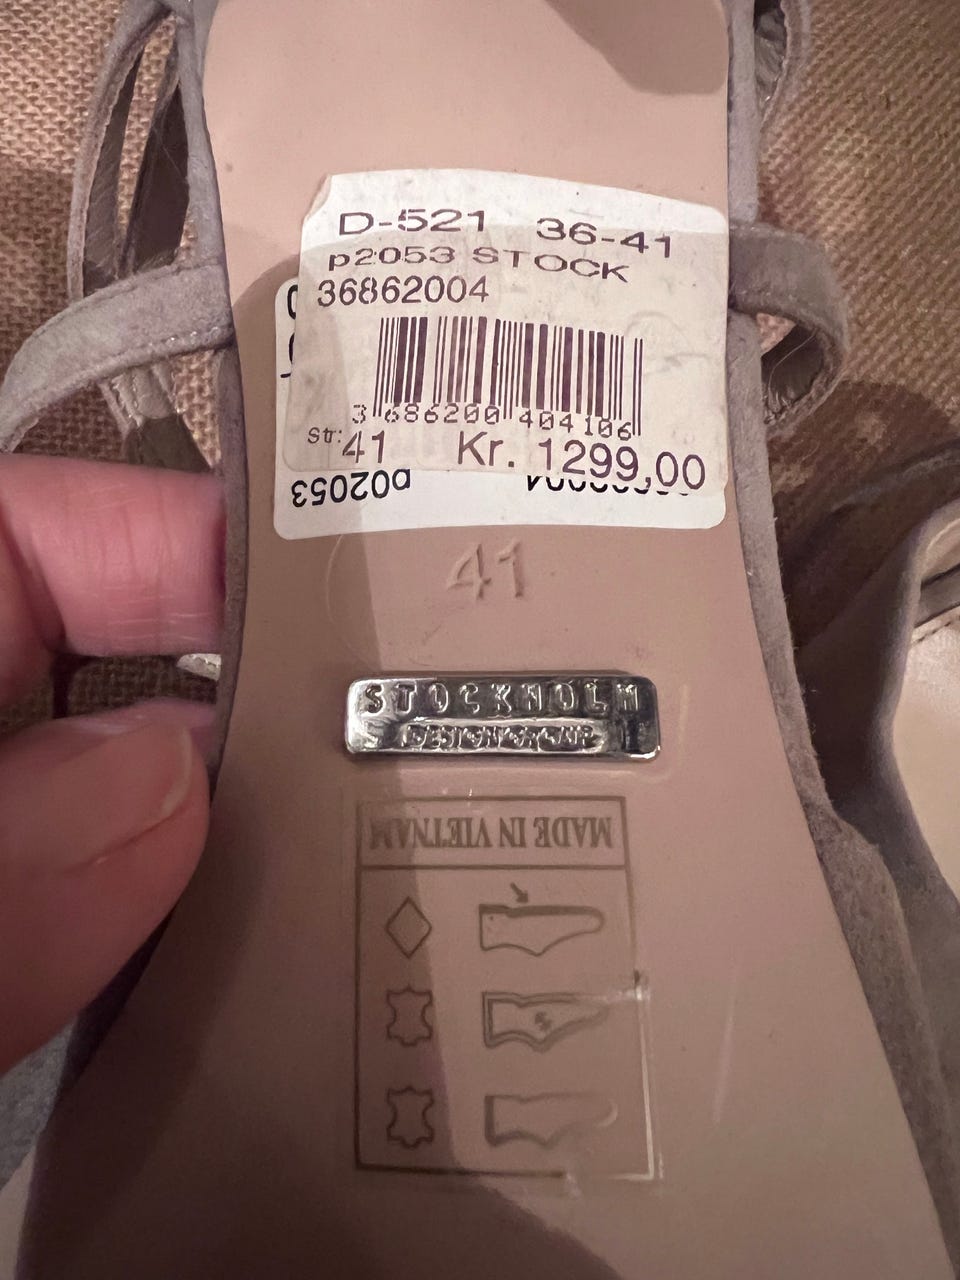 D-521 36-41
p2053 STOCK
36862004
3 686200 404106
str: 41 Kr. 1299,00
p02053
41
STOCKHOLM
DESIGN GROUP
MADE IN VIETNAM